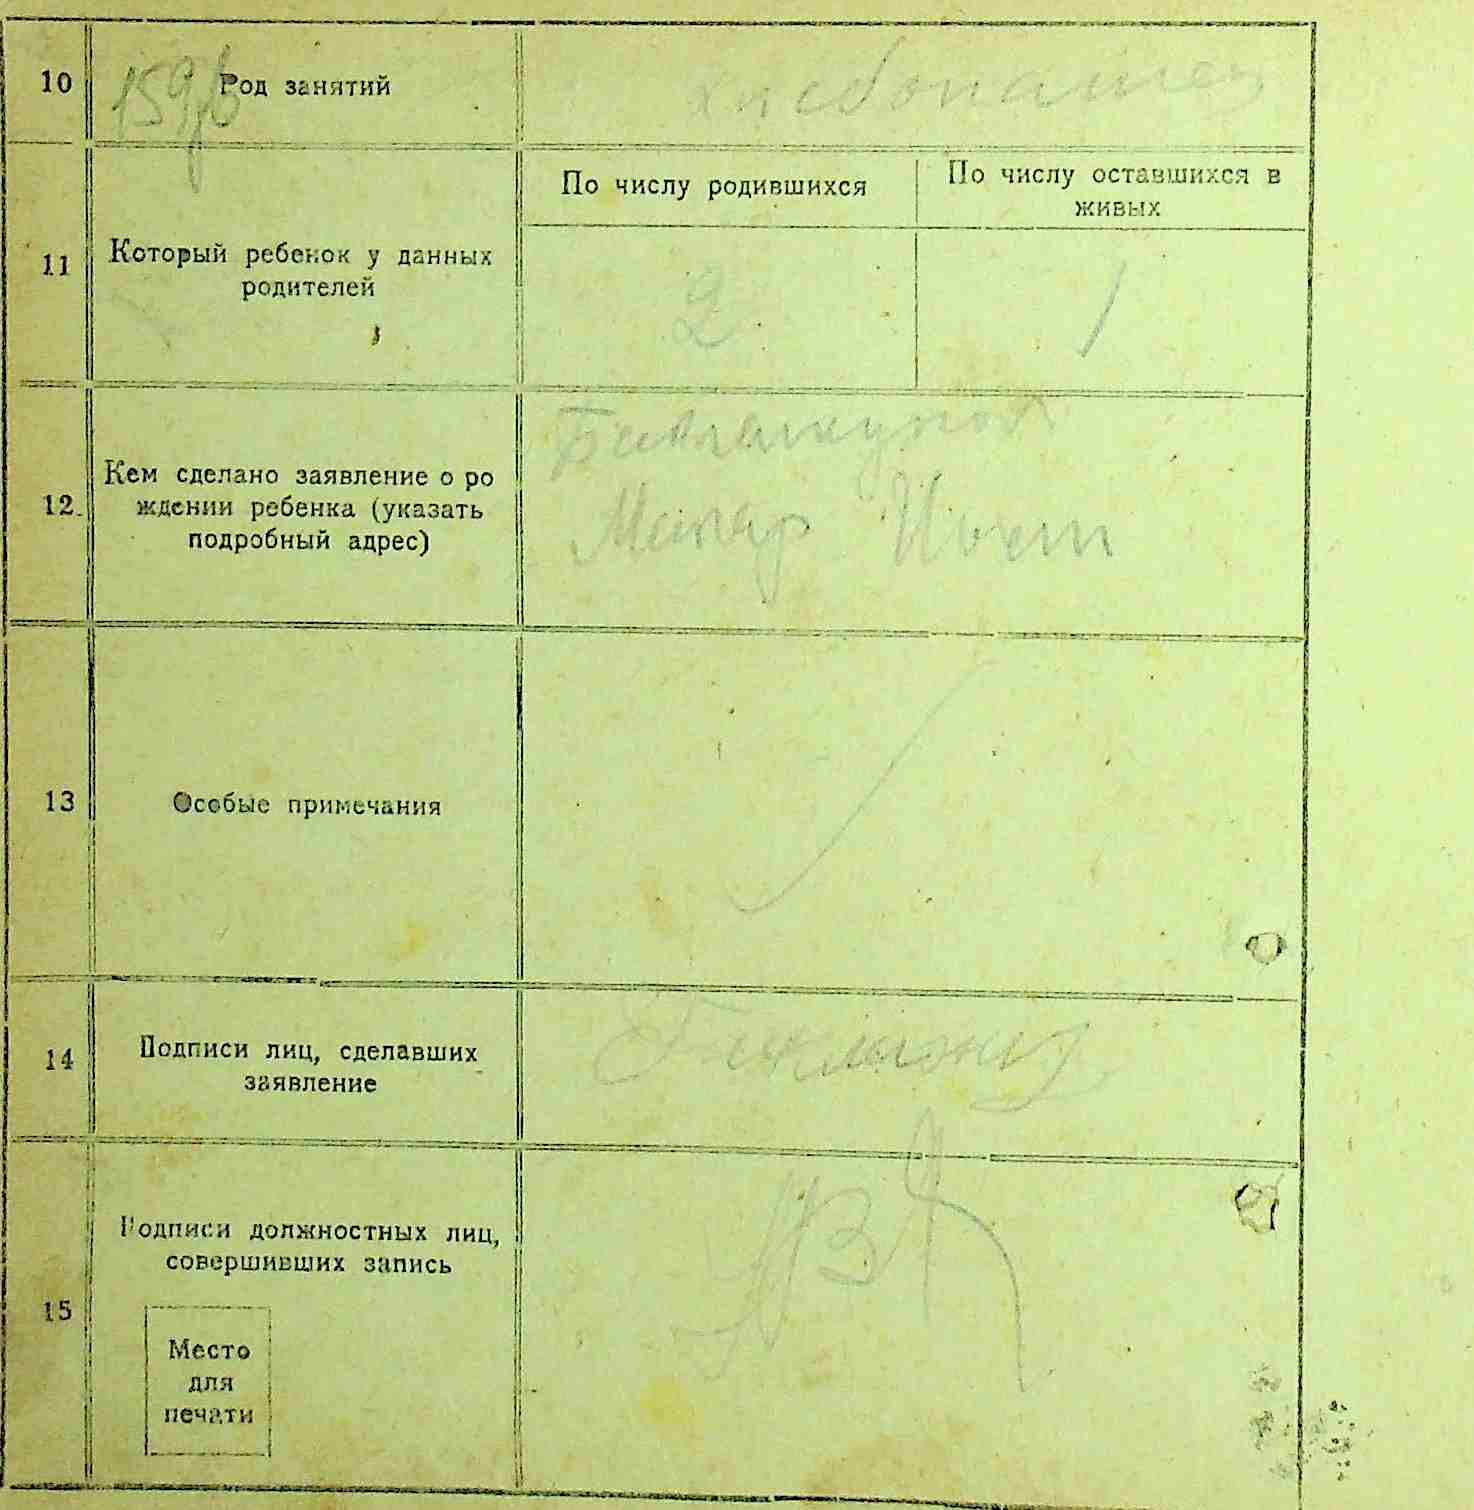 10
Род занятий
хлебопашец
11
Который ребенок у данных
родителей
По числу родившихся
По числу оставшихся в
живых
2
1
12.
Кем сделано заявление о ро
ждении ребенка (указать
подробный адрес)
Макар
13
Особые примечания
14
Подписи лиц, сделавших
заявление
15
Подписи должностных лиц,
совершивших запись
Место
для
печати